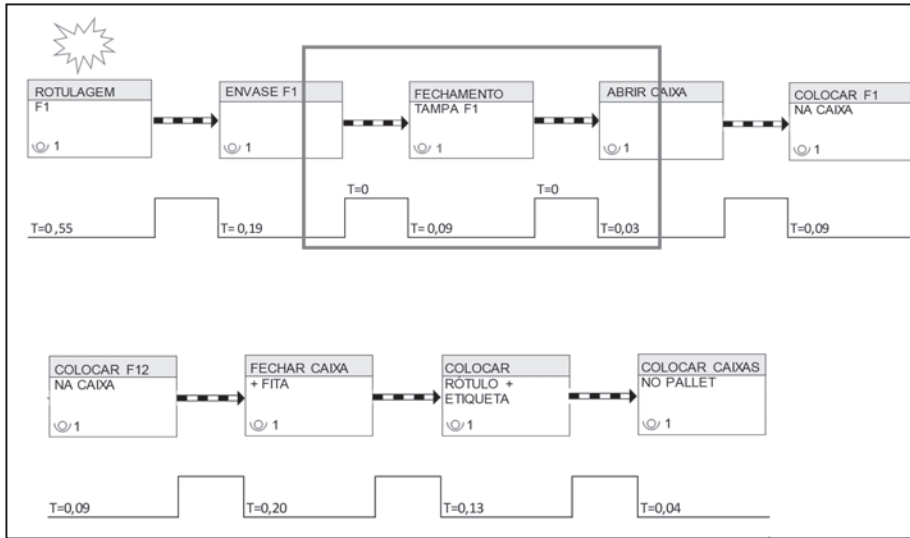 ROTULAGEM
F1
1
ENVASE F1
1
FECHAMENTO
TAMPA F1
1
ABRIR CAIXA
1
COLOCAR F1
NA CAIXA
1
T=0 ,55
T= 0,19
T=0
T= 0,09
T=0
T=0,03
T=0,09
COLOCAR F12
NA CAIXA
1
FECHAR CAIXA
+ FITA
1
COLOCAR
RÓTULO +
ETIQUETA
1
COLOCAR CAIXAS
NO PALLET
1
T=0,09
T=0,20
T=0,13
T=0,04